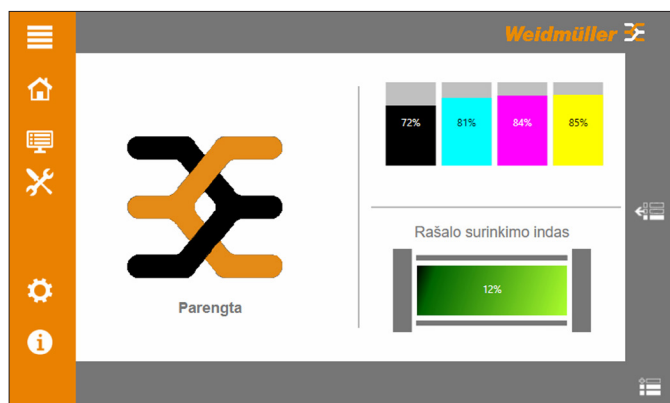 Weidmüller
72%
81%
84%
85%
Rašalo surinkimo indas
12%
Parengta